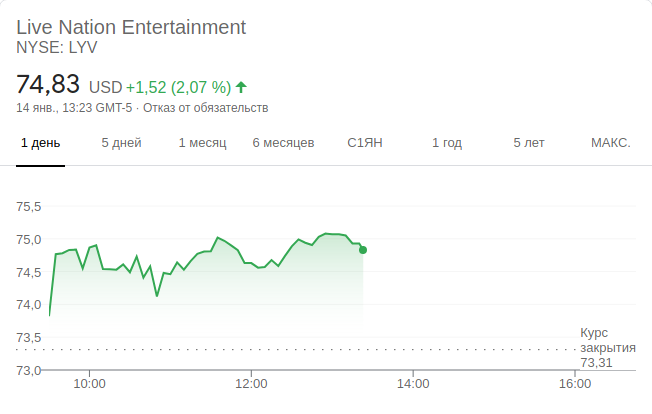 Live Nation Entertainment
NYSE: LYV
74,83 USD +1,52 (2,07 %)
14 янв., 13:23 GMT-5 · Отказ от обязательств
1 день 5 дней 1 месяц 6 месяцев С1ЯН 1 год 5 лет МАКС.
75,5
75,0
74,5
74,0
73,5
73,0
Курс
закрытия
73,31
10:00 12:00 14:00 16:00